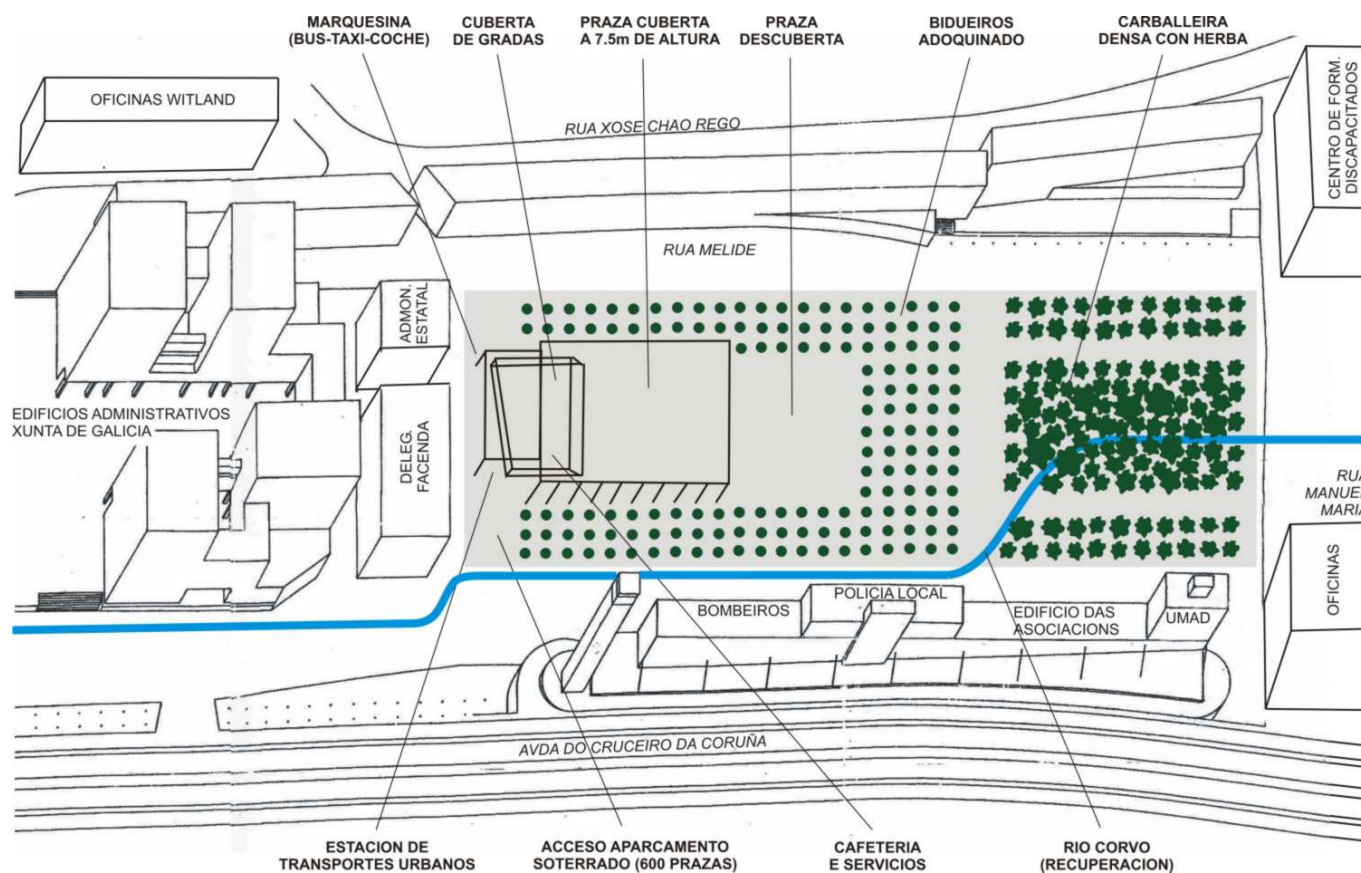 MARQUESINA
(BUS-TAXI-COCHE)
CUBERTA
DE GRADAS
PRAZA CUBERTA
A 7.5m DE ALTURA
PRAZA
DESCUBERTA
BIDUEIROS
ADOQUINADO
CARBALLEIRA
DENSA CON HERBA
OFICINAS WITLAND
RUA XOSE CHAO REGO
CENTRO DE FORM.
DISCAPACITADOS
RUA MELIDE
ADMON.
ESTATAL
EDIFICIOS ADMINISTRATIVOS
XUNTA DE GALICIA
DELEG.
FACENDA
RUA
MANUEL
MARIA
OFICINAS
BOMBEIROS
POLICIA LOCAL
EDIFICIO DAS
ASOCIACIONS
UMAD
AVDA DO CRUCEIRO DA CORUÑA
ESTACION DE
TRANSPORTES URBANOS
ACCESO APARCAMENTO
SOTERRADO (600 PRAZAS)
CAFETERIA
E SERVICIOS
RIO CORVO
(RECUPERACION)